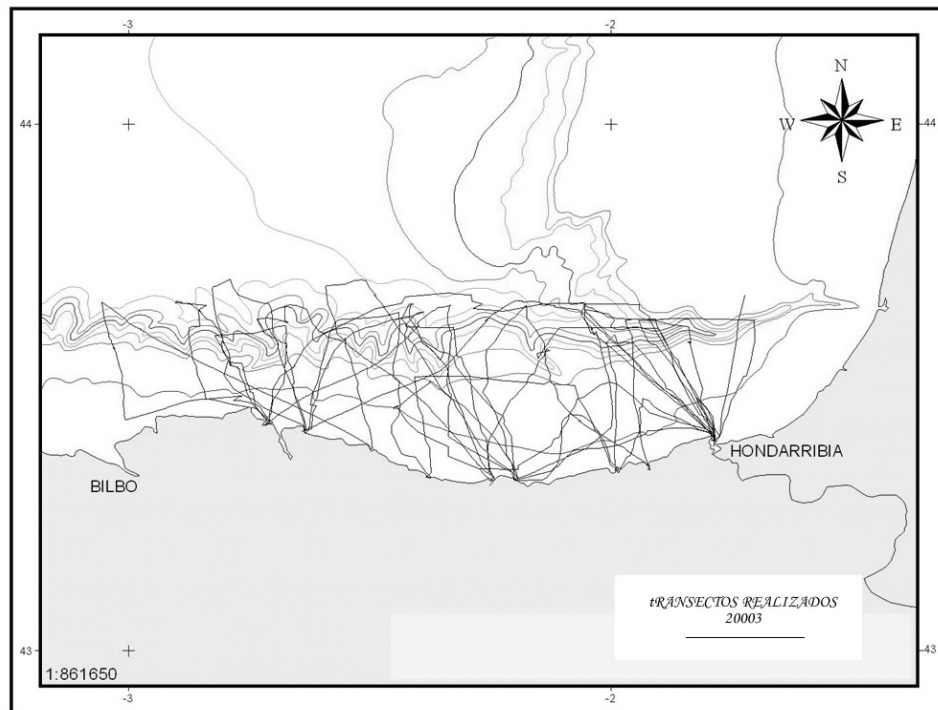 -3
-2
N
44
44
W
E
S
HONDARRIBIA
BILBO
tRANSECTOS REALIZADOS
20003
43
43
1:861650
-3
-2